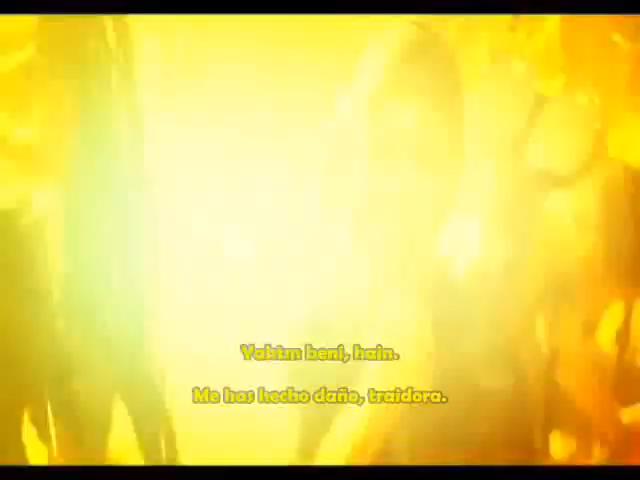 Yaktın beni, hain.
Me has hecho daño, traidora.